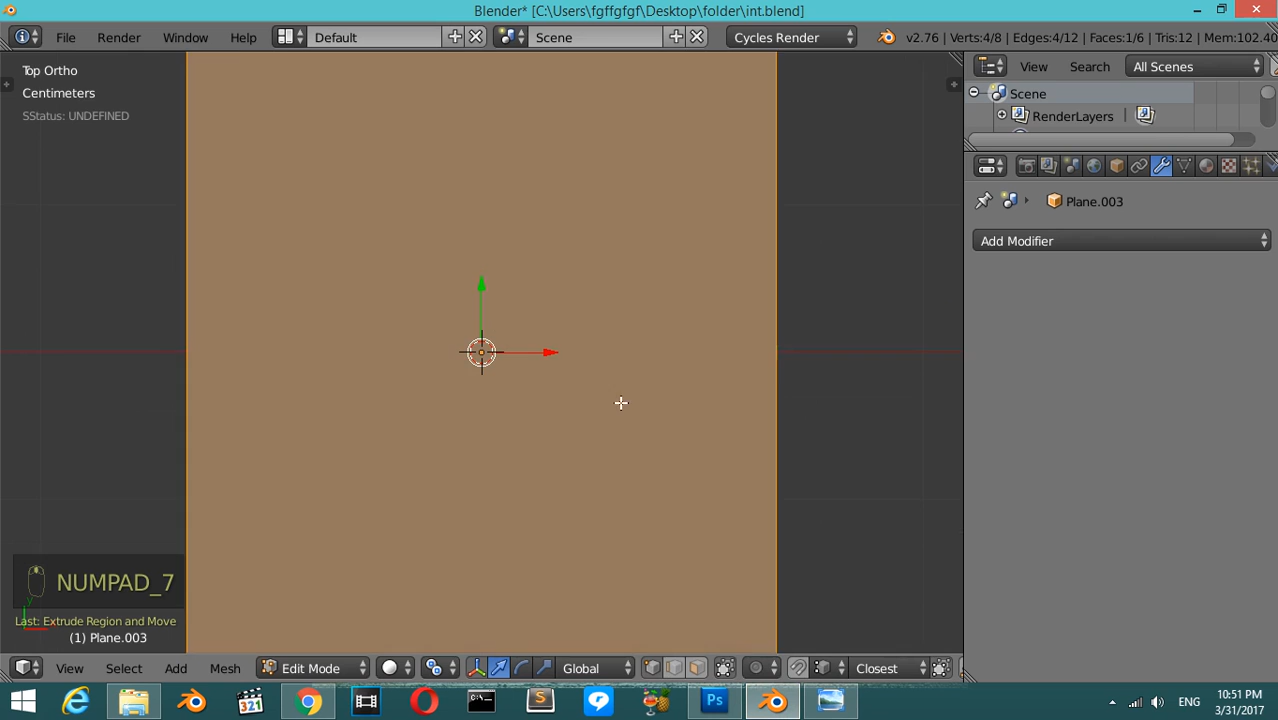 Blender* [C:\Users\fgffgfgf\Desktop\folder\int.blend]
File Render Window Help Default Scene Cycles Render v2.76 | Verts:4/8 | Edges:4/12 | Faces:1/6 | Tris:12 | Mem:102.40
Top Ortho
Centimeters
SStatus: UNDEFINED
View Search All Scenes
Scene
RenderLayers
Plane.003
Add Modifier
NUMPAD_7
y
Last: Extrude Region and Move
(1) Plane.003
View Select Add Mesh Edit Mode Global Closest
321
Ps
ENG
10:51 PM
3/31/2017